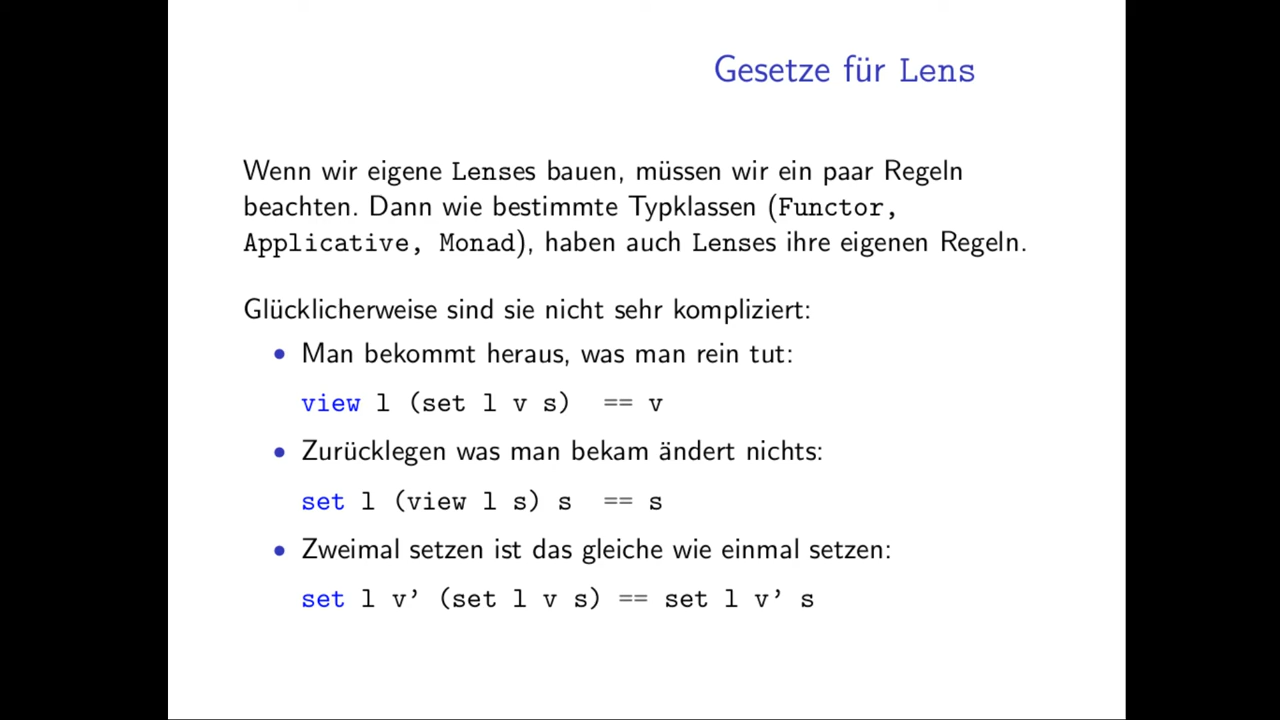 Gesetze für Lens
Wenn wir eigene Lenses bauen, müssen wir ein paar Regeln
beachten. Dann wie bestimmte Typklassen (Functor,
Applicative, Monad), haben auch Lenses ihre eigenen Regeln.
Glücklicherweise sind sie nicht sehr kompliziert:
• Man bekommt heraus, was man rein tut:
view l (set l v s)  == v
• Zurücklegen was man bekam ändert nichts:
set l (view l s) s  == s
• Zweimal setzen ist das gleiche wie einmal setzen:
set l v’ (set l v s) == set l v’ s